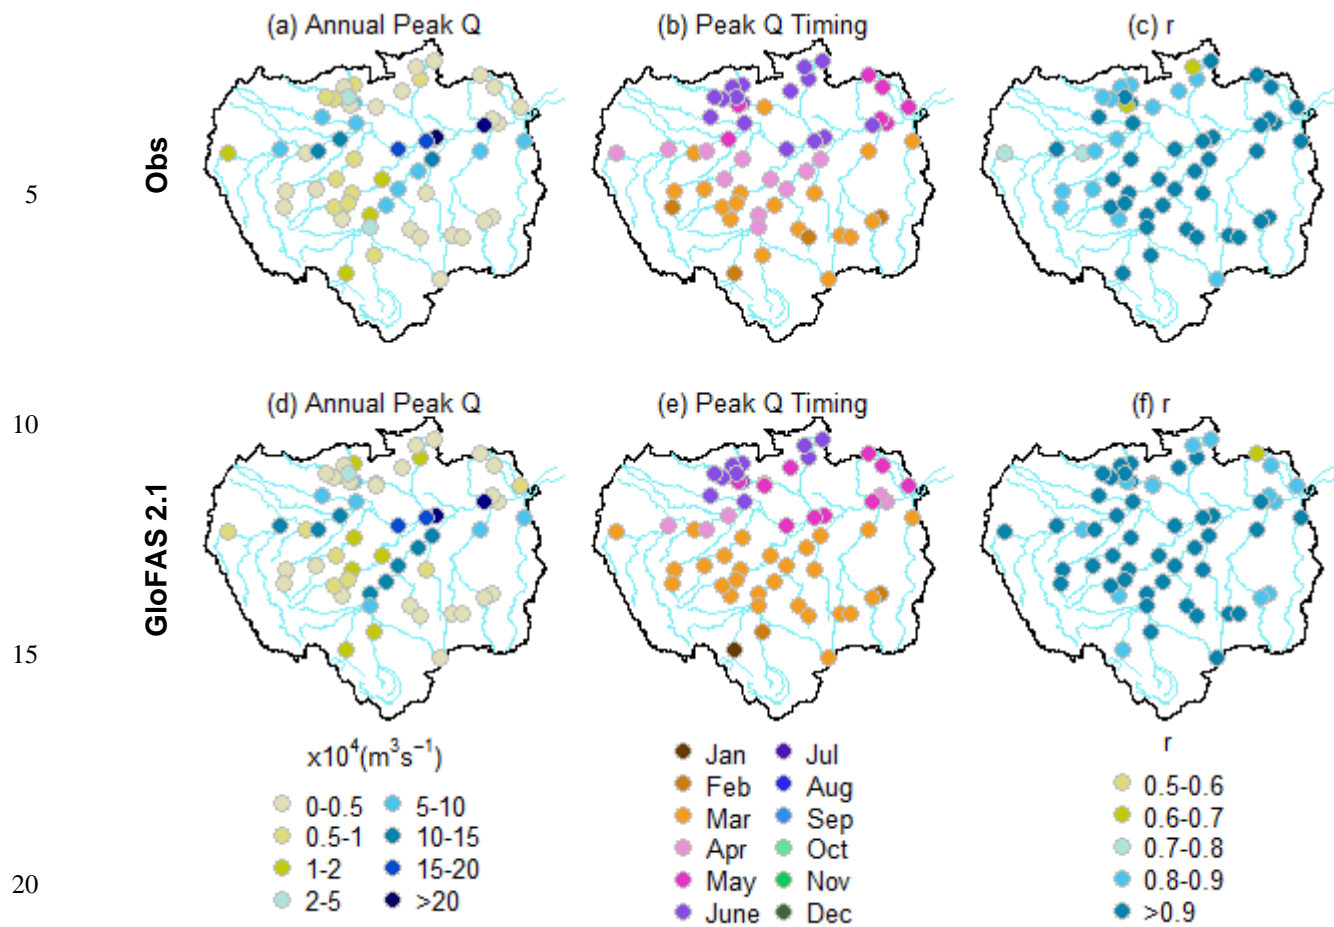 (a) Annual Peak Q (b) Peak Q Timing (c) r
Obs
5
10
(d) Annual Peak Q (e) Peak Q Timing (f) r
GloFAS 2.1
15
x10⁴(m³s⁻¹)
0-0.5 5-10
0.5-1 10-15
1-2 15-20
2-5 >20
Jan Jul
Feb Aug
Mar Sep
Apr Oct
May Nov
June Dec
r
0.5-0.6
0.6-0.7
0.7-0.8
0.8-0.9
>0.9
20